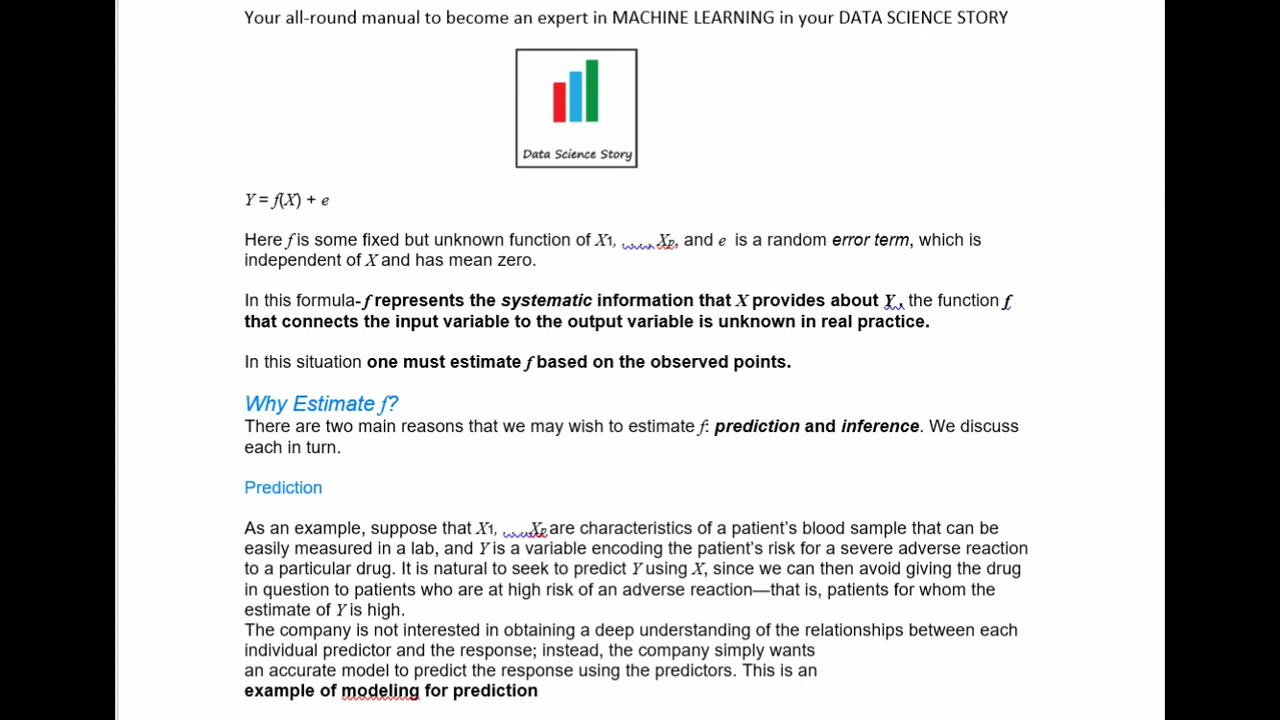 Your all-round manual to become an expert in MACHINE LEARNING in your DATA SCIENCE STORY
Data Science Story
Y = f(X) + e
Here f is some fixed but unknown function of X1, ..... Xp, and e is a random error term, which is
independent of X and has mean zero.
In this formula- f represents the systematic information that X provides about Y , the function f
that connects the input variable to the output variable is unknown in real practice.
In this situation one must estimate f based on the observed points.
Why Estimate f?
There are two main reasons that we may wish to estimate f: prediction and inference. We discuss
each in turn.
Prediction
As an example, suppose that X1, .....Xp are characteristics of a patient's blood sample that can be
easily measured in a lab, and Y is a variable encoding the patient's risk for a severe adverse reaction
to a particular drug. It is natural to seek to predict Y using X, since we can then avoid giving the drug
in question to patients who are at high risk of an adverse reaction—that is, patients for whom the
estimate of Y is high.
The company is not interested in obtaining a deep understanding of the relationships between each
individual predictor and the response; instead, the company simply wants
an accurate model to predict the response using the predictors. This is an
example of modeling for prediction